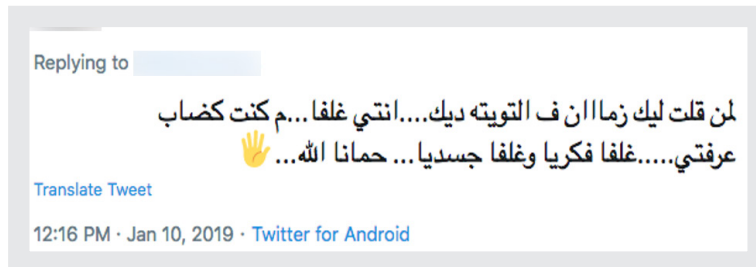 Replying to
لمن قلت ليك زمااان ف التويته ديك....انتي غلفا...م كنت كضاب
عرفتي.....غلفا فكريا وغلفا جسديا... حمانا الله...🖐
Translate Tweet
12:16 PM · Jan 10, 2019 · Twitter for Android